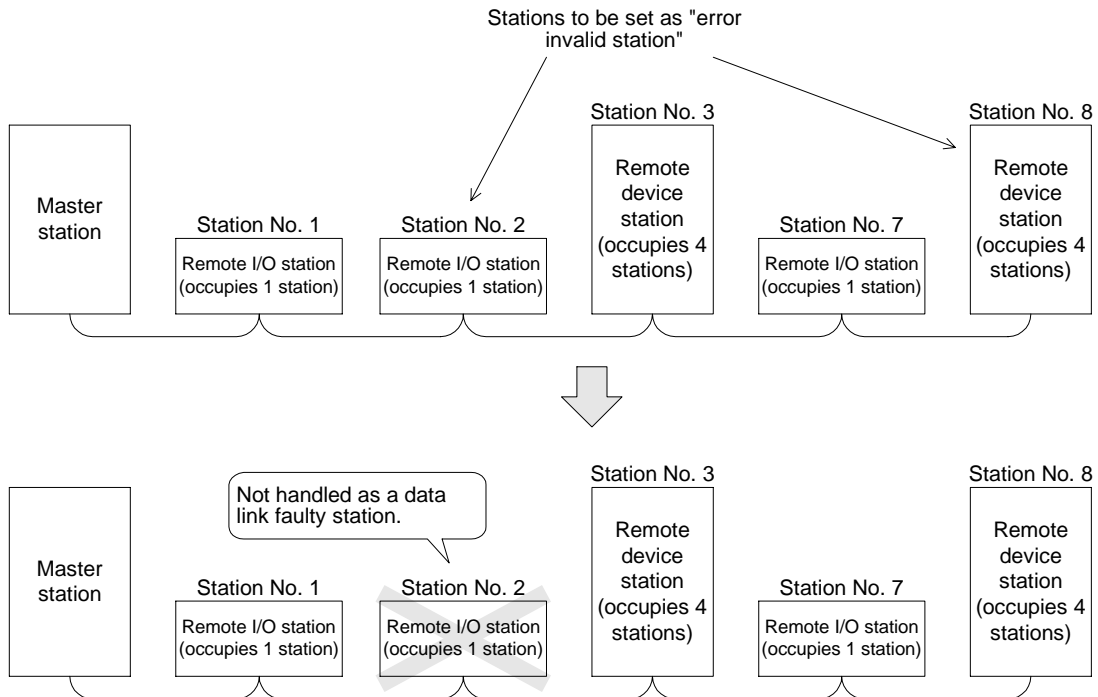 Stations to be set as "error
invalid station"
Station No. 3
Station No. 8
Master
station
Station No. 1
Remote I/O station
(occupies 1 station)
Station No. 2
Remote I/O station
(occupies 1 station)
Remote
device
station
(occupies 4
stations)
Station No. 7
Remote I/O station
(occupies 1 station)
Remote
device
station
(occupies 4
stations)
Not handled as a data
link faulty station.
Station No. 3
Station No. 8
Master
station
Station No. 1
Remote I/O station
(occupies 1 station)
Station No. 2
Remote I/O station
(occupies 1 station)
Remote
device
station
(occupies 4
stations)
Station No. 7
Remote I/O station
(occupies 1 station)
Remote
device
station
(occupies 4
stations)